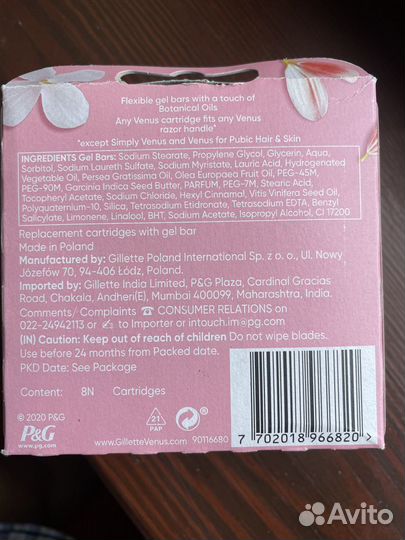 Flexible gel bars with a touch of
Botanical Oils
Any Venus cartridge fits any Venus
razor handle*
*except Simply Venus and Venus for Pubic Hair & Skin
INGREDIENTS Gel Bars: Sodium Stearate, Propylene Glycol, Glycerin, Aqua,
Sorbitol, Sodium Laureth Sulfate, Sodium Myristate, Lauric Acid, Hydrogenated
Vegetable Oil, Persea Gratissima Oil, Olea Europaea Fruit Oil, PEG-45M,
PEG-90M, Garcinia Indica Seed Butter, PARFUM, PEG-7M, Stearic Acid,
Tocopheryl Acetate, Sodium Chloride, Hexyl Cinnamal, Vitis Vinifera Seed Oil,
Polyquaternium-10, Silica, Tetrasodium Etidronate, Tetrasodium EDTA, Benzyl
Salicylate, Limonene, Linalool, BHT, Sodium Acetate, Isopropyl Alcohol, CI 17200
Replacement cartridges with gel bar
Made in Poland
Manufactured by: Gillette Poland International Sp. z o. o., Ul. Nowy
Józefów 70, 94-406 Łódz, Poland
Imported by: Gillette India Limited, P&G Plaza, Cardinal Gracias
Road, Chakala, Andheri(E), Mumbai 400099, Maharashtra, India.
Comments/ Complaints ☎ CONSUMER RELATIONS on
022-24942113 or ✍ to Importer or intouch.im@pg.com
(IN) Caution: Keep out of reach of children Do not wipe blades.
Use before 24 months from Packed date.
PKD Date: See Package
Content: 8N Cartridges
© 2020 P&G
P&G
www.pg.com
21
PAP
www.GilletteVenus.com
90116680
7 702018 966820 >
Avito